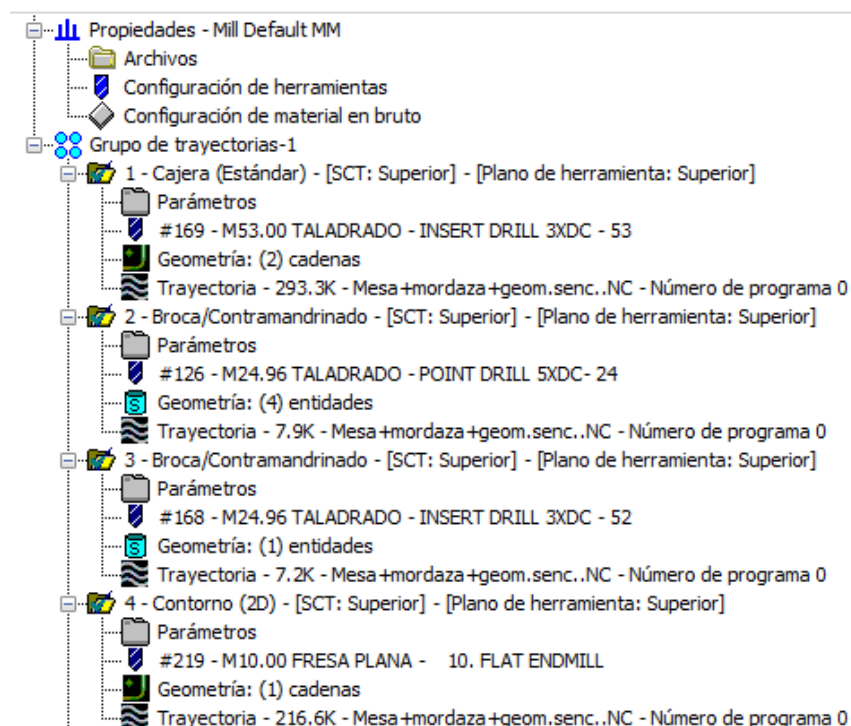 Propiedades - Mill Default MM
Archivos
Configuración de herramientas
Configuración de material en bruto
Grupo de trayectorias-1
1 - Cajera (Estándar) - [SCT: Superior] - [Plano de herramienta: Superior]
Parámetros
#169 - M53.00 TALADRADO - INSERT DRILL 3XDC - 53
Geometría: (2) cadenas
Trayectoria - 293.3K - Mesa+mordaza+geom.senc..NC - Número de programa 0
2 - Broca/Contramandrinado - [SCT: Superior] - [Plano de herramienta: Superior]
Parámetros
#126 - M24.96 TALADRADO - POINT DRILL 5XDC- 24
Geometría: (4) entidades
Trayectoria - 7.9K - Mesa+mordaza+geom.senc..NC - Número de programa 0
3 - Broca/Contramandrinado - [SCT: Superior] - [Plano de herramienta: Superior]
Parámetros
#168 - M24.96 TALADRADO - INSERT DRILL 3XDC - 52
Geometría: (1) entidades
Trayectoria - 7.2K - Mesa+mordaza+geom.senc..NC - Número de programa 0
4 - Contorno (2D) - [SCT: Superior] - [Plano de herramienta: Superior]
Parámetros
#219 - M10.00 FRESA PLANA - 10. FLAT ENDMILL
Geometría: (1) cadenas
Trayectoria - 216.6K - Mesa+mordaza+geom.senc..NC - Número de programa 0